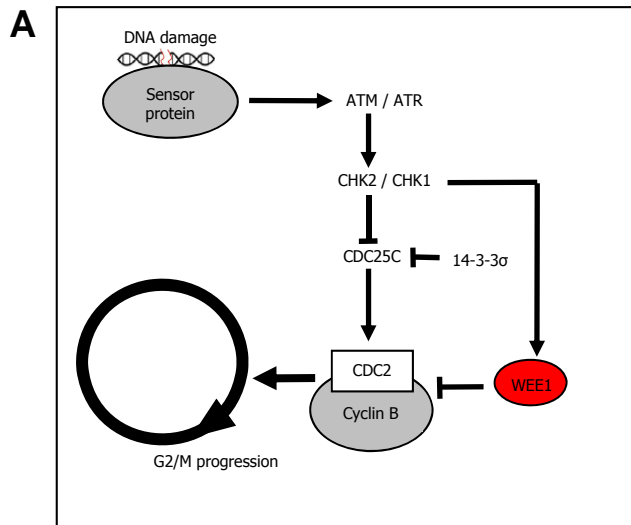 A
DNA damage
Sensor
protein
ATM / ATR
CHK2 / CHK1
CDC25C
14-3-3σ
CDC2
WEE1
Cyclin B
G2/M progression